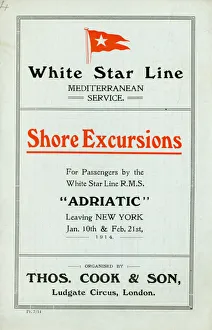 White Star Line
MEDITERRANEAN
SERVICE.
Shore Excursions
For Passengers by the
White Star Line R.M.S.
"ADRIATIC"
Leaving NEW YORK
Jan. 10th & Feb. 21st,
1914.
ORGANISED BY
THOS. COOK & SON,
Ludgate Circus, London.